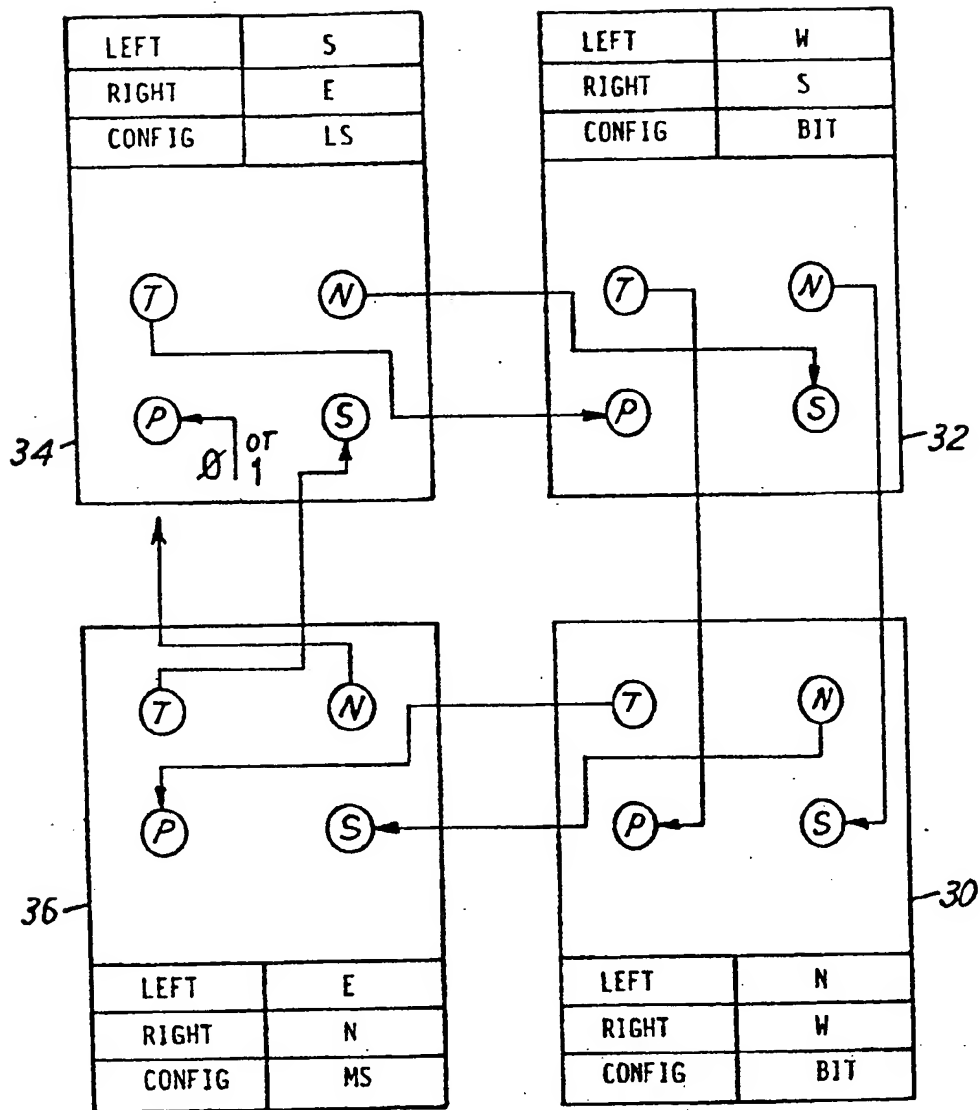 LEFT S
RIGHT E
CONFIG LS
LEFT W
RIGHT S
CONFIG BIT
T N
T N
P S
P S
Ø or 1
34
32
T N
T N
P S
P S
36
30
LEFT E
RIGHT N
CONFIG MS
LEFT N
RIGHT W
CONFIG BIT